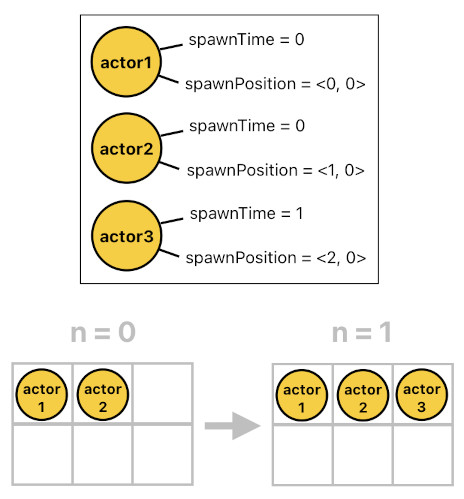 actor1
spawnTime = 0
spawnPosition = <0, 0>
actor2
spawnTime = 0
spawnPosition = <1, 0>
actor3
spawnTime = 1
spawnPosition = <2, 0>
n = 0
n = 1
actor
1
actor
2
actor
1
actor
2
actor
3